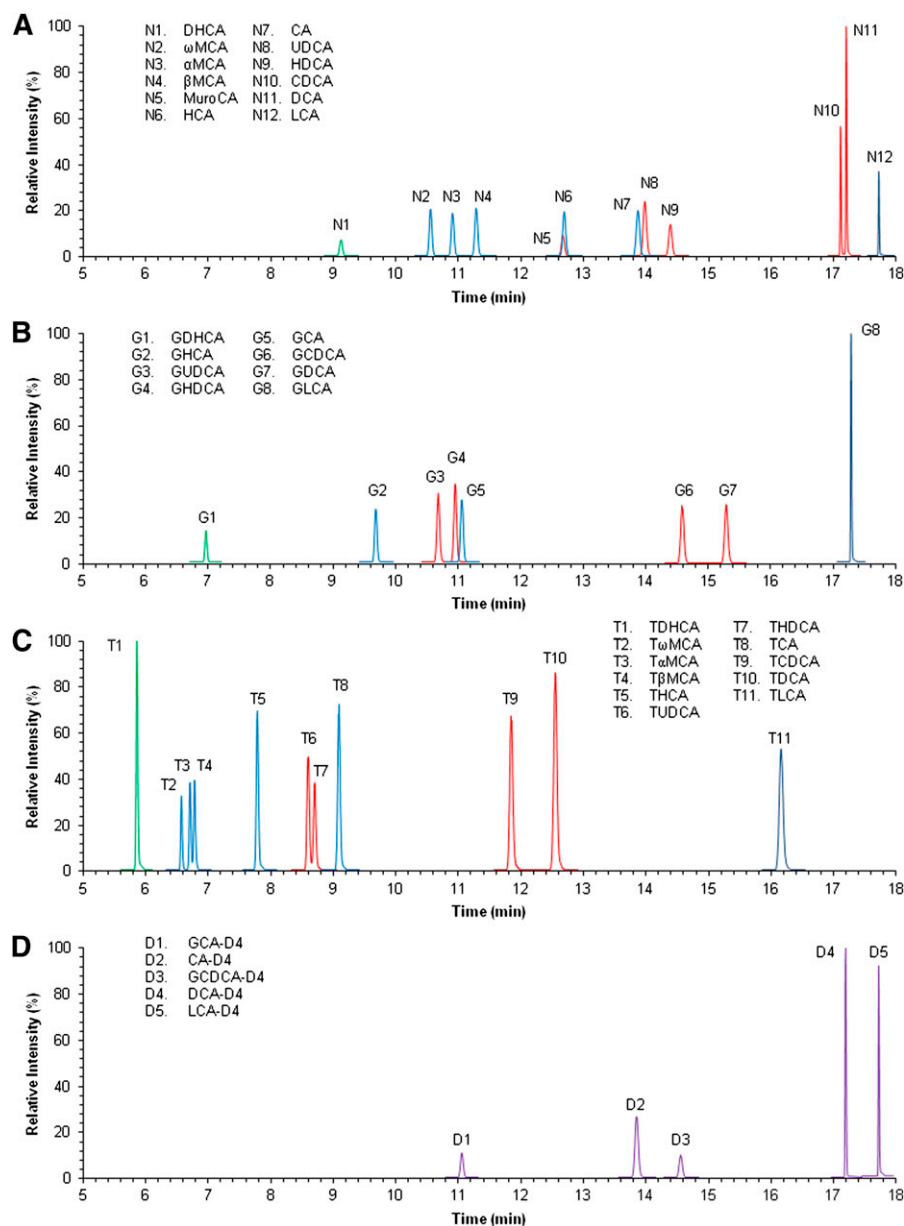 A
N1. DHCA N7. CA
N2. ωMCA N8. UDCA
N3. αMCA N9. HDCA
N4. βMCA N10. CDCA
N5. MuroCA N11. DCA
N6. HCA N12. LCA
Relative Intensity (%)
100
80
60
40
20
0
N1
N2
N3
N4
N5
N6
N7
N8
N9
N10
N11
N12
5 6 7 8 9 10 11 12 13 14 15 16 17 18
Time (min)
B
G1. GDHCA G5. GCA
G2. GHCA G6. GCDCA
G3. GUDCA G7. GDCA
G4. GHDCA G8. GLCA
Relative Intensity (%)
100
80
60
40
20
0
G1
G2
G3
G4
G5
G6
G7
G8
5 6 7 8 9 10 11 12 13 14 15 16 17 18
Time (min)
C
T1. TDHCA T7. THDCA
T2. TωMCA T8. TCA
T3. TαMCA T9. TCDCA
T4. TβMCA T10. TDCA
T5. THCA T11. TLCA
T6. TUDCA
Relative Intensity (%)
100
80
60
40
20
0
T1
T2
T3
T4
T5
T6
T7
T8
T9
T10
T11
5 6 7 8 9 10 11 12 13 14 15 16 17 18
Time (min)
D
D1. GCA-D4
D2. CA-D4
D3. GCDCA-D4
D4. DCA-D4
D5. LCA-D4
Relative Intensity (%)
100
80
60
40
20
0
D1
D2
D3
D4
D5
5 6 7 8 9 10 11 12 13 14 15 16 17 18
Time (min)